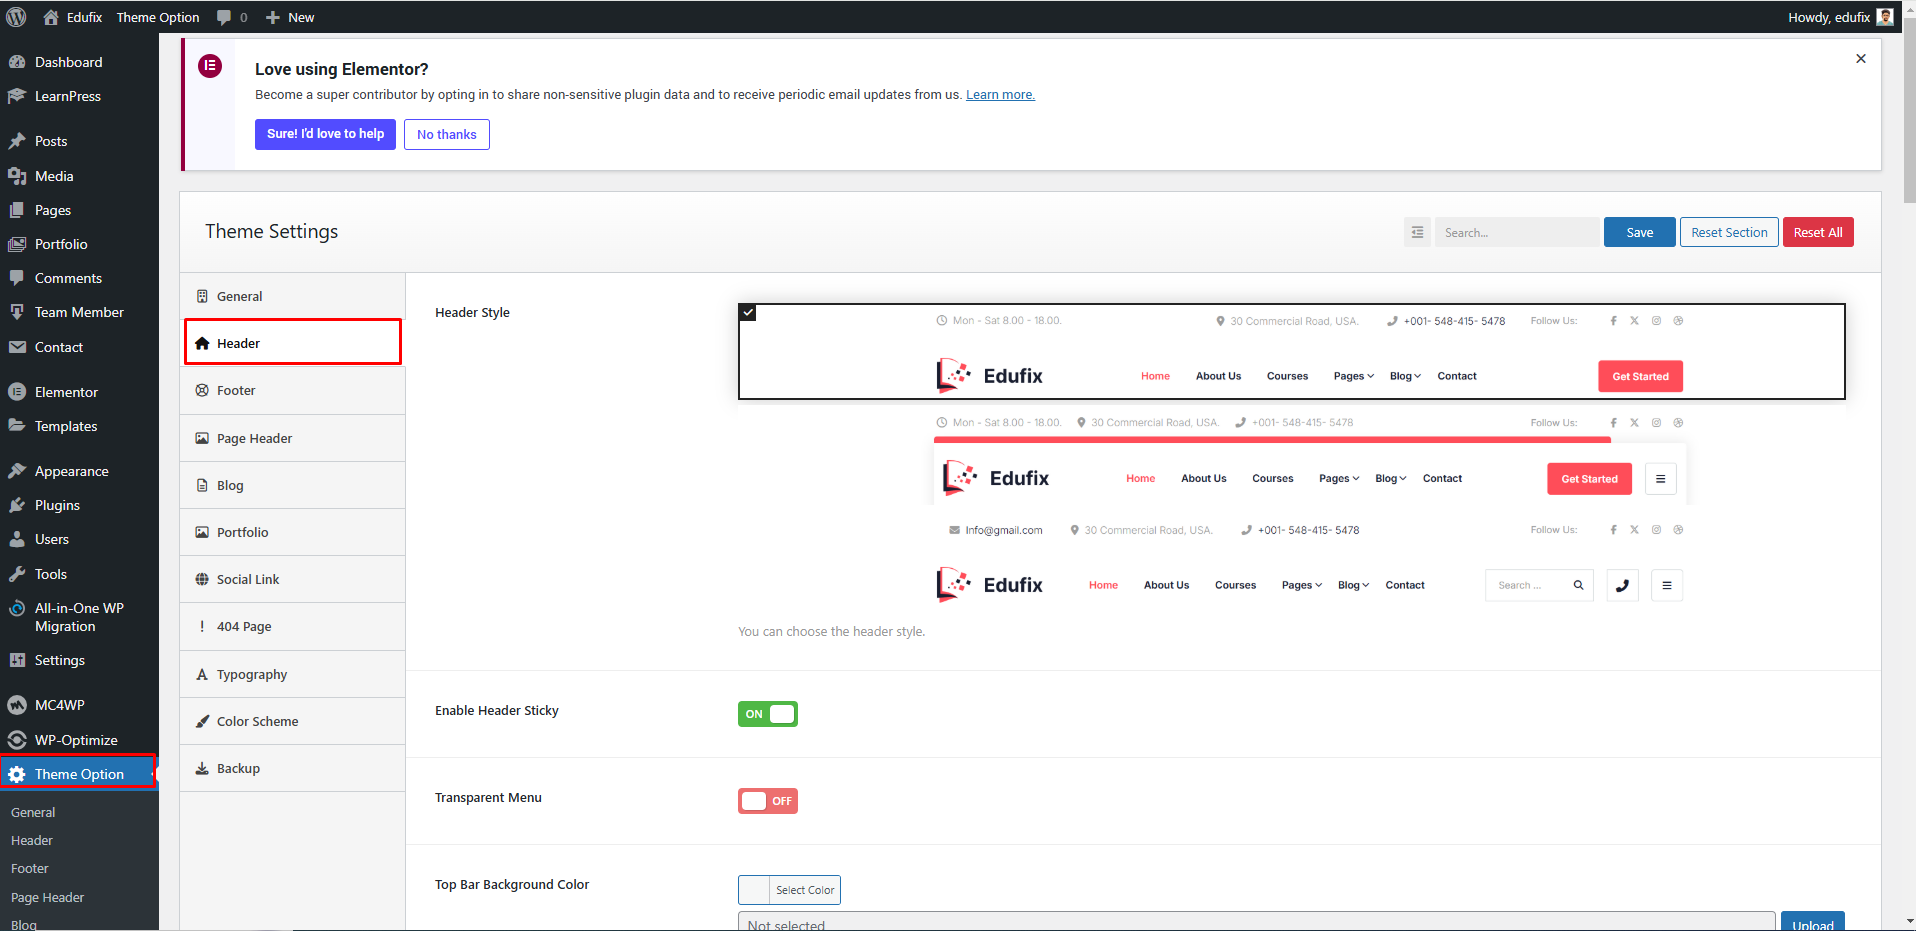 Edufix Theme Option 0 New Howdy, edufix
Dashboard
LearnPress
Posts
Media
Pages
Portfolio
Comments
Team Member
Contact
Elementor
Templates
Appearance
Plugins
Users
Tools
All-in-One WP
Migration
Settings
MC4WP
WP-Optimize
Theme Option
General
Header
Footer
Page Header
Blog
Love using Elementor?
Become a super contributor by opting in to share non-sensitive plugin data and to receive periodic email updates from us. Learn more.
Sure! I'd love to help No thanks
Theme Settings Search... Save Reset Section Reset All
General
Header
Footer
Page Header
Blog
Portfolio
Social Link
404 Page
Typography
Color Scheme
Backup
Header Style
Mon - Sat 8.00 - 18.00. 30 Commercial Road, USA. +001- 548-415- 5478 Follow Us:
Edufix Home About Us Courses Pages Blog Contact Get Started
Mon - Sat 8.00 - 18.00. 30 Commercial Road, USA. +001- 548-415- 5478 Follow Us:
Edufix Home About Us Courses Pages Blog Contact Get Started
Info@gmail.com 30 Commercial Road, USA. +001- 548-415- 5478 Follow Us:
Edufix Home About Us Courses Pages Blog Contact Search ...
You can choose the header style.
Enable Header Sticky ON
Transparent Menu OFF
Top Bar Background Color Select Color
Not selected Upload